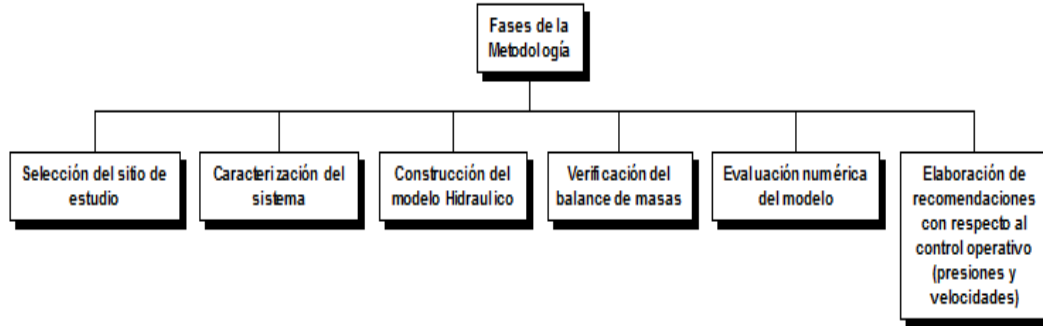 Fases de la
Metodología
Selección del sitio de
estudio
Caracterización del
sistema
Construcción del
modelo Hidraulico
Verificación del
balance de masas
Evaluación numérica
del modelo
Elaboración de
recomendaciones
con respecto al
control operativo
(presiones y
velocidades)